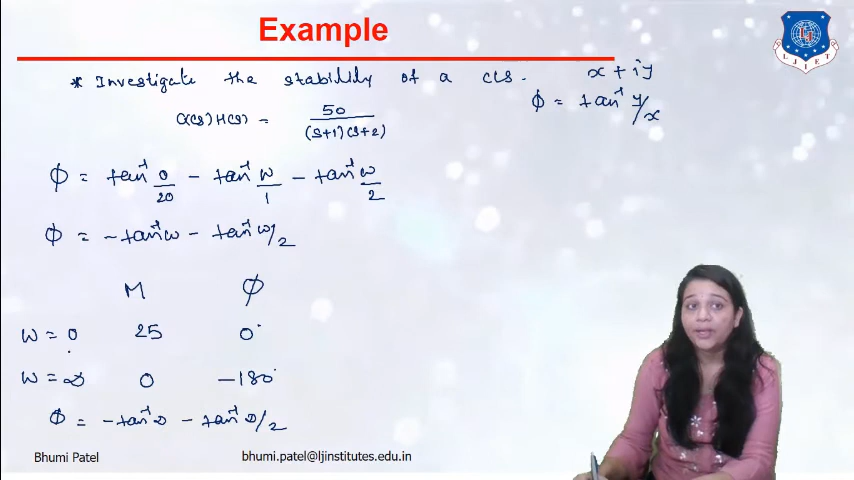 Example
* Investigate the stability of a CLS.
x + iy
G(s) H(s) = 50 / (s+1)(s+2)
φ = tan⁻¹ y/x
φ = tan⁻¹ 0/20 - tan⁻¹ w/1 - tan⁻¹ w/2
φ = -tan⁻¹w - tan⁻¹ w/2
M φ
w = 0 25 0°
w = ∞ 0 -180°
φ = -tan⁻¹∞ - tan⁻¹ ∞/2
Bhumi Patel bhumi.patel@ljinstitutes.edu.in
LJIET